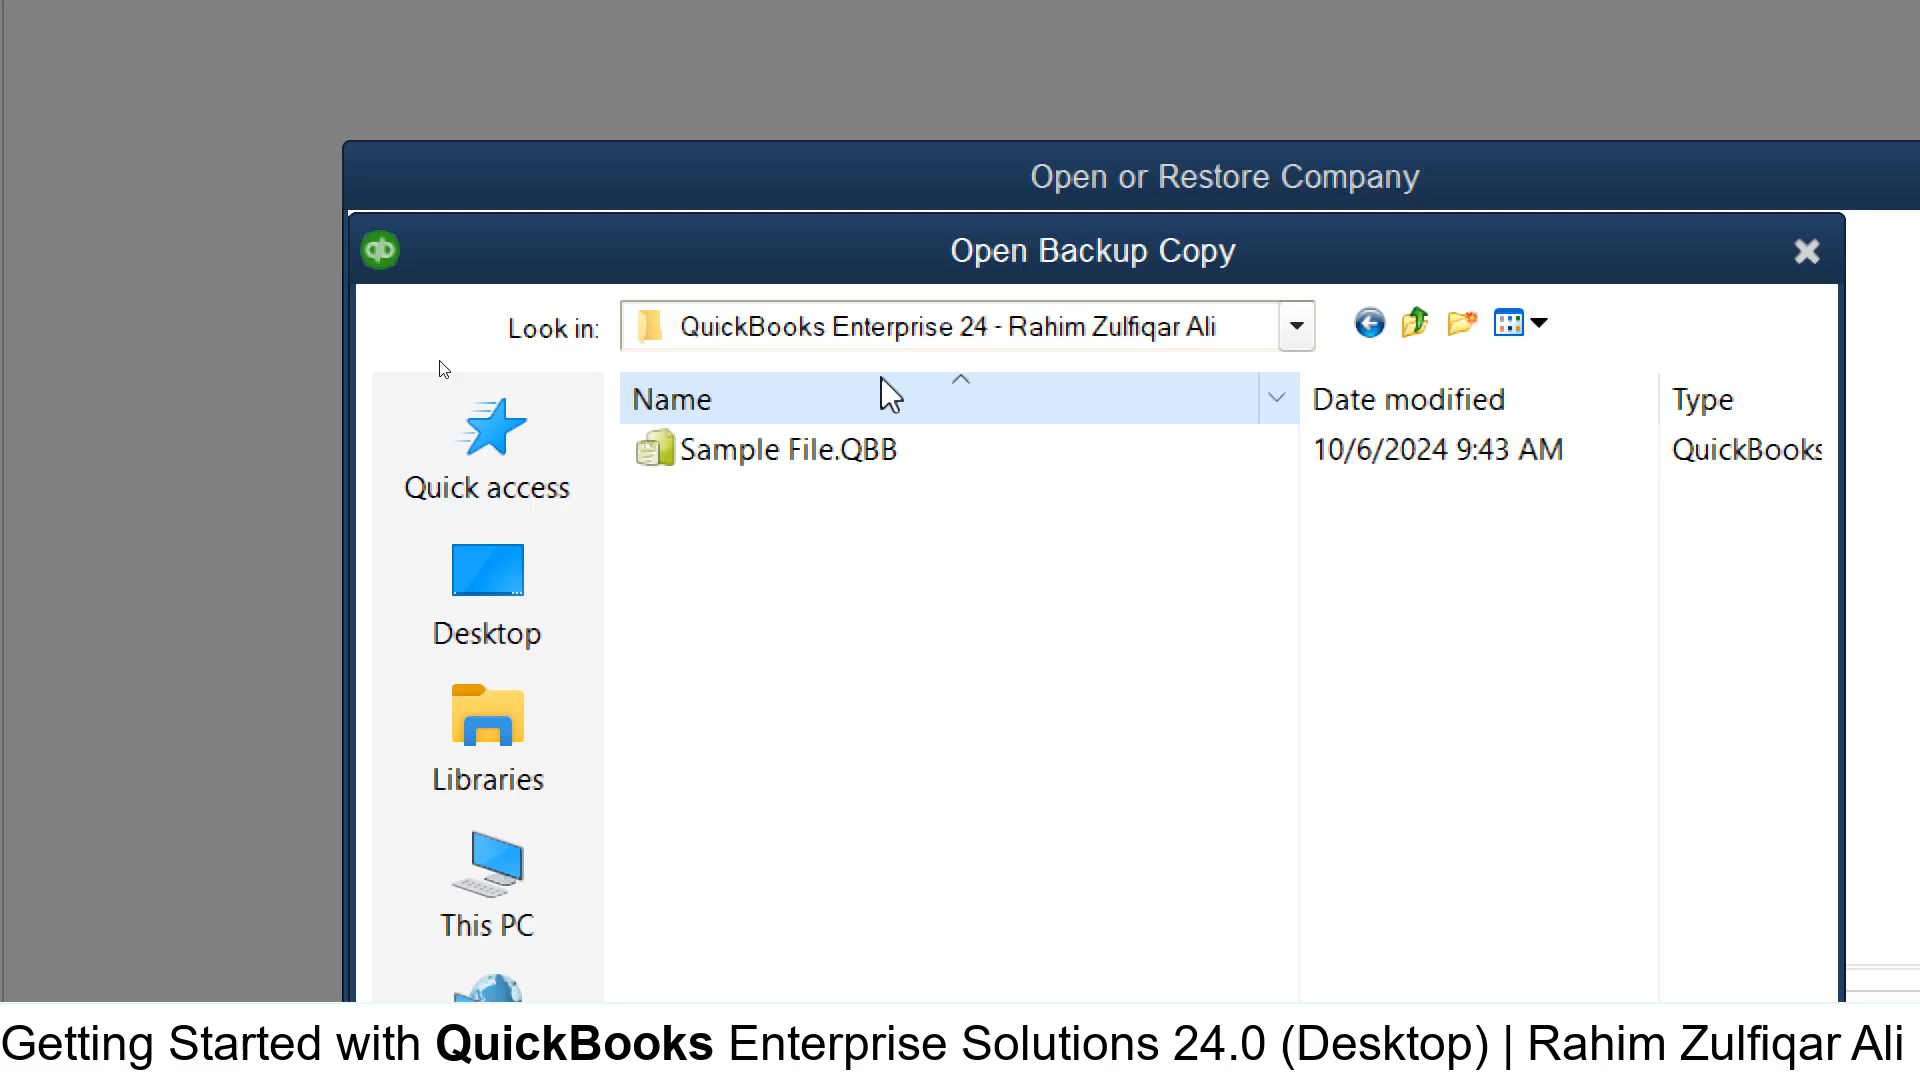 Open or Restore Company
qb
Open Backup Copy
Look in:
QuickBooks Enterprise 24 - Rahim Zulfiqar Ali
Name
Date modified
Type
Sample File.QBB
10/6/2024 9:43 AM
QuickBooks
Quick access
Desktop
Libraries
This PC
Getting Started with QuickBooks Enterprise Solutions 24.0 (Desktop) | Rahim Zulfiqar Ali